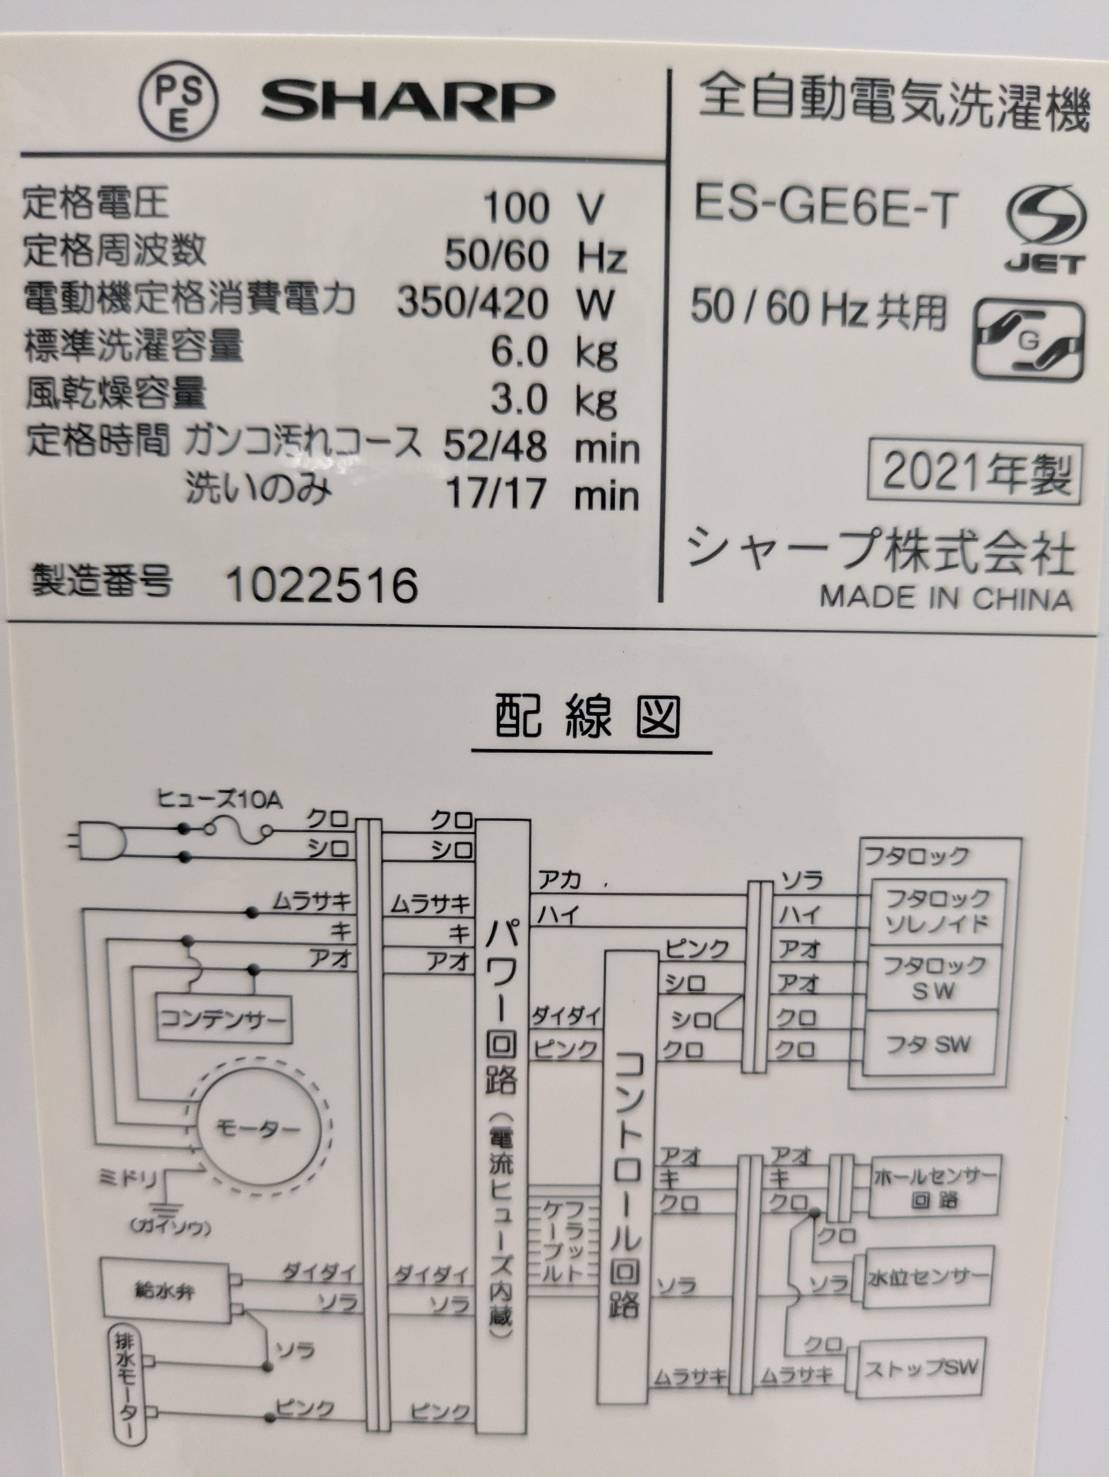 PSE SHARP
定格電圧 100 V
定格周波数 50/60 Hz
電動機定格消費電力 350/420 W
標準洗濯容量 6.0 kg
風乾燥容量 3.0 kg
定格時間 ガンコ汚れコース 52/48 min
洗いのみ 17/17 min
製造番号 1022516
全自動電気洗濯機
ES-GE6E-T
JET
50/60 Hz共用
G
2021年製
シャープ株式会社
MADE IN CHINA
配線図
ヒューズ10A
クロ
シロ
ムラサキ
キ
アオ
コンデンサー
モーター
ミドリ
(ガイソウ)
給水弁
ダイダイ
ソラ
ソラ
排水モーター
ピンク
クロ
シロ
ムラサキ
キ
アオ
ダイダイ
ソラ
ピンク
パワー回路(電流ヒューズ内蔵)
アカ
ハイ
ダイダイ
ピンク
フラット
ケーブル
コントロール回路
ピンク
シロ
シロ
クロ
アオ
キ
クロ
ソラ
ムラサキ
ソラ
ハイ
アオ
アオ
クロ
クロ
フタロック
フタロック
ソレノイド
フタロック
SW
フタ SW
アオ
キ
クロ
クロ
ソラ
クロ
ムラサキ
ホールセンサー
回路
水位センサー
ストップSW